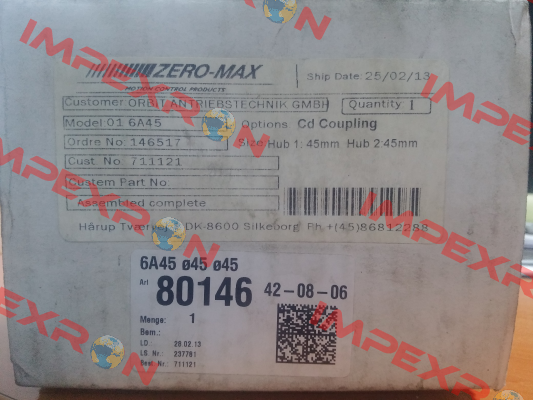 ZERO-MAX
MOTION CONTROL PRODUCTS
Ship Date: 25/02/13
Customer: ORBIT ANTRIEBSTECHNIK GMBH
Quantity 1
Model 01 6A45
Options: Cd Coupling
Ordre No: 146517
Size: Hub 1: 45mm Hub 2:45mm
Cust No: 711121
Custem Part No:
Assembted complete
Hårup Tværvej DK-8600 Silkeborg. Ph.+(45)86812288
6A45 ø45 ø45
Art 80146 42-08-06
Menge: 1
Bem.:
LD : 28.02.13
LS Nr.: 237781
Best Nr.: 711121
IMPEXRON